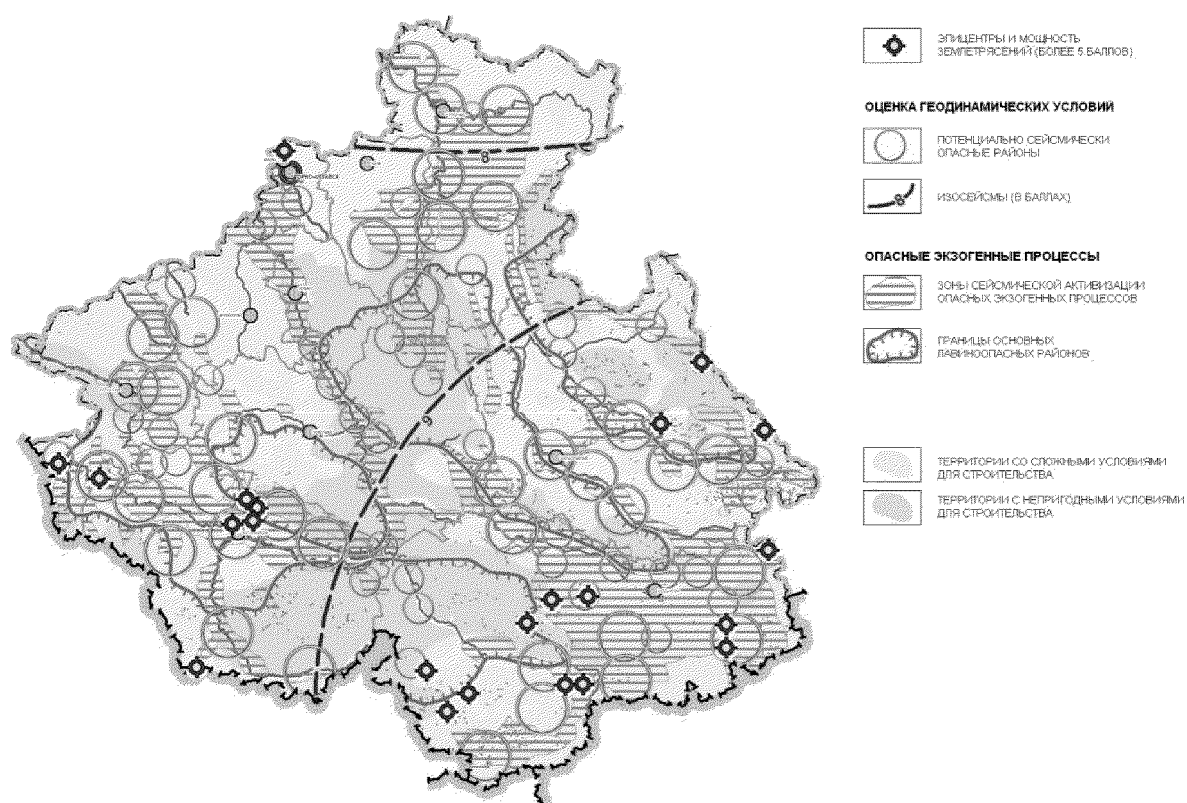 ЭПИЦЕНТРЫ И МОЩНОСТЬ
ЗЕМЛЕТРЯСЕНИЙ (БОЛЕЕ 5 БАЛЛОВ)
ОЦЕНКА ГЕОДИНАМИЧЕСКИХ УСЛОВИЙ
ПОТЕНЦИАЛЬНО СЕЙСМИЧЕСКИ
ОПАСНЫЕ РАЙОНЫ
8
ИЗОСЕЙСМЫ (В БАЛЛАХ)
ОПАСНЫЕ ЭКЗОГЕННЫЕ ПРОЦЕССЫ
ЗОНЫ СЕЙСМИЧЕСКОЙ АКТИВИЗАЦИИ
ОПАСНЫХ ЭКЗОГЕННЫХ ПРОЦЕССОВ
ГРАНИЦЫ ОСНОВНЫХ
ЛАВИНООПАСНЫХ РАЙОНОВ
ТЕРРИТОРИИ СО СЛОЖНЫМИ УСЛОВИЯМИ
ДЛЯ СТРОИТЕЛЬСТВА
ТЕРРИТОРИИ С НЕПРИГОДНЫМИ УСЛОВИЯМИ
ДЛЯ СТРОИТЕЛЬСТВА
8
9